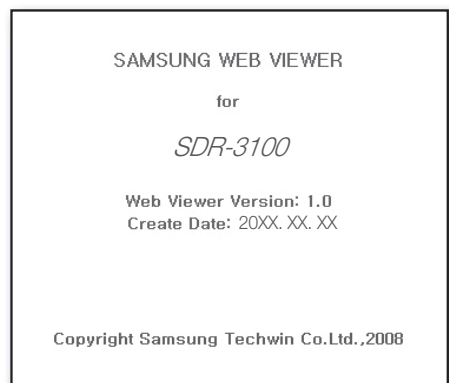 SAMSUNG WEB VIEWER
for
SDR-3100
Web Viewer Version: 1.0
Create Date: 20XX. XX. XX
Copyright Samsung Techwin Co.Ltd.,2008